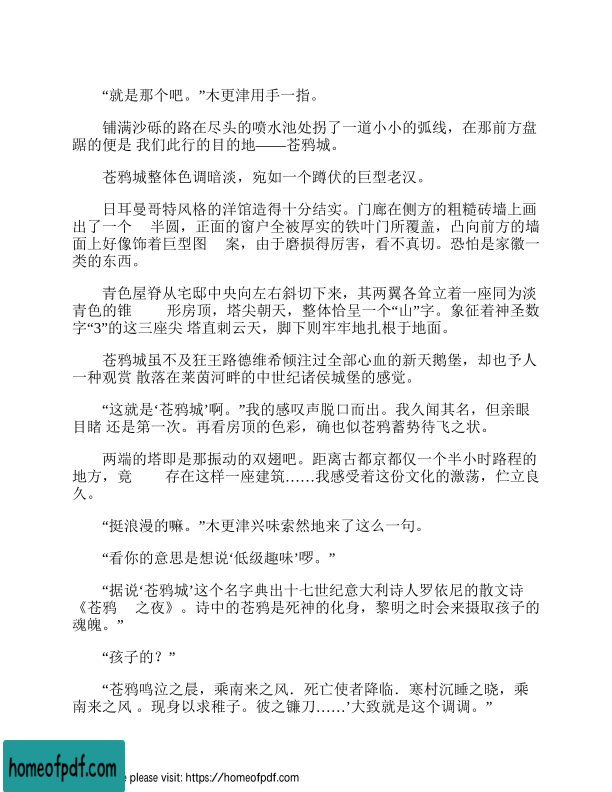 “就是那个吧。”木更津用手一指。
铺满沙砾的路在尽头的喷水池处拐了一道小小的弧线，在那前方盘
踞的便是 我们此行的目的地——苍鸦城。
苍鸦城整体色调暗淡，宛如一个蹲伏的巨型老汉。
日耳曼哥特风格的洋馆造得十分结实。门廊在侧方的粗糙砖墙上画
出了一个 半圆，正面的窗户全被厚实的铁叶门所覆盖，凸向前方的墙
面上好像饰着巨型图 案，由于磨损得厉害，看不真切。恐怕是家徽一
类的东西。
青色屋脊从宅邸中央向左右斜切下来，其两翼各耸立着一座同为淡
青色的锥 形房顶，塔尖朝天，整体恰呈一个“山”字。象征着神圣数
字“3”的这三座尖 塔直刺云天，脚下则牢牢地扎根于地面。
苍鸦城虽不及狂王路德维希倾注过全部心血的新天鹅堡，却也予人
一种观赏 散落在莱茵河畔的中世纪诸侯城堡的感觉。
“这就是‘苍鸦城’啊。”我的感叹声脱口而出。我久闻其名，但亲眼
目睹 还是第一次。再看房顶的色彩，确也似苍鸦蓄势待飞之状。
两端的塔即是那振动的双翅吧。距离古都京都仅一个半小时路程的
地方，竟 存在这样一座建筑……我感受着这份文化的激荡，伫立良
久。
“挺浪漫的嘛。”木更津兴味索然地来了这么一句。
“看你的意思是想说‘低级趣味’啰。”
“据说‘苍鸦城’这个名字典出十七世纪意大利诗人罗依尼的散文诗
《苍鸦 之夜》。诗中的苍鸦是死神的化身，黎明之时会来摄取孩子的
魂魄。”
“孩子的？”
“苍鸦鸣泣之晨，乘南来之风．死亡使者降临．寒村沉睡之晓，乘
南来之风 。现身以求稚子。彼之镰刀……’大致就是这个调调。”
homeofpdf.com
e please visit: https://homeofpdf.com